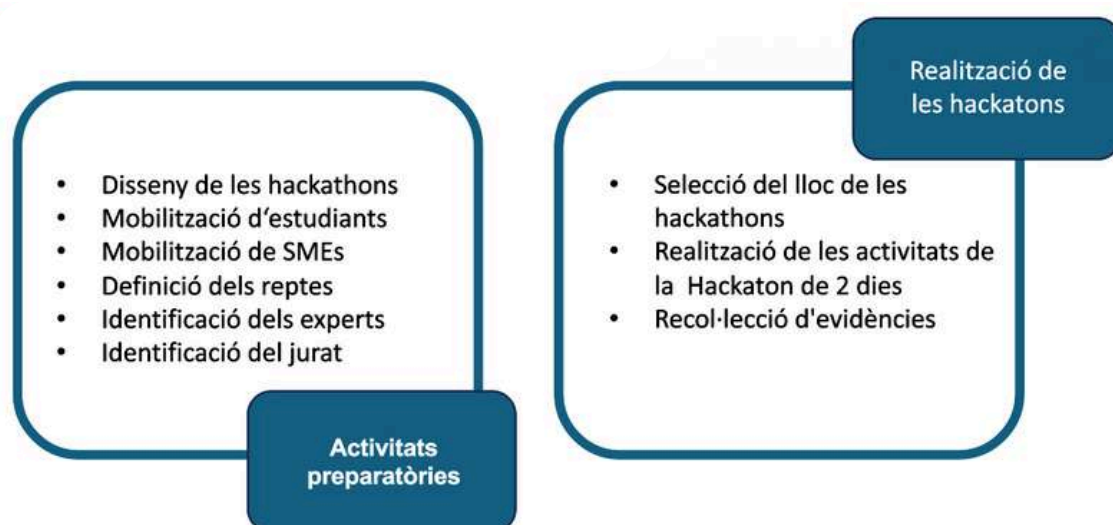 • Disseny de les hackathons
• Mobilització d‘estudiants
• Mobilització de SMEs
• Definició dels reptes
• Identificació dels experts
• Identificació del jurat
Activitats
preparatòries
Realització de
les hackatons
• Selecció del lloc de les
hackathons
• Realització de les activitats de
la Hackaton de 2 dies
• Recol·lecció d'evidències